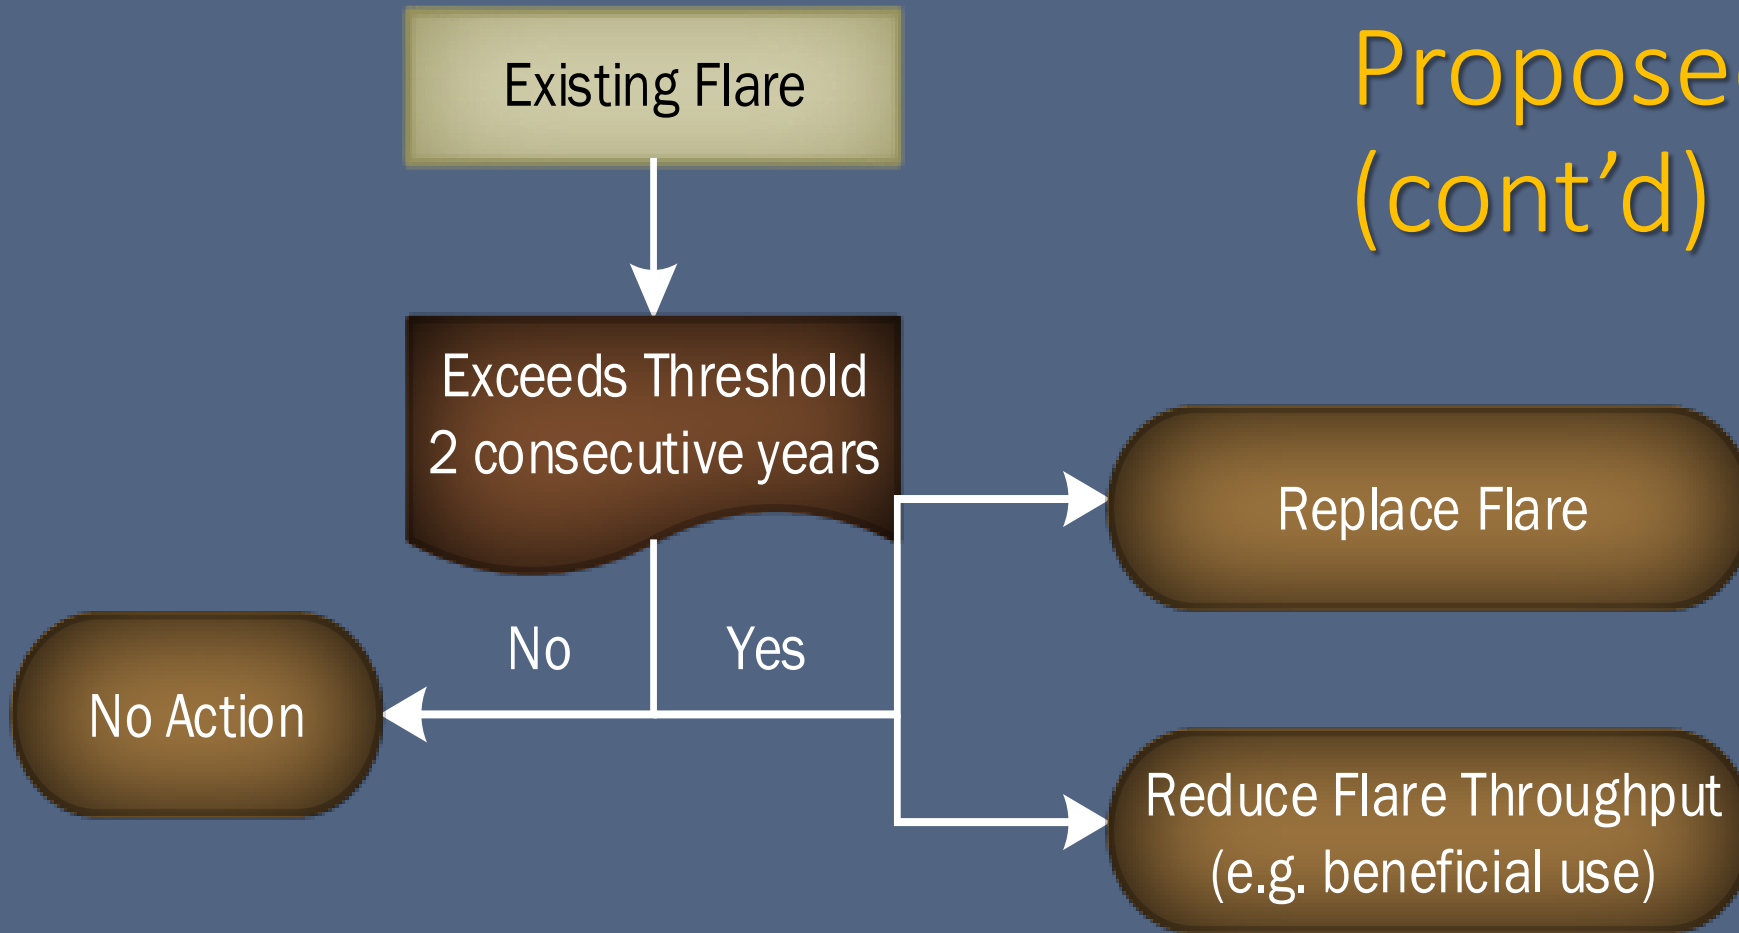 Existing Flare
(cont’d)
Exceeds Threshold
2 consecutive years
Replace Flare
No
Yes
No Action
Reduce Flare Throughput
(e.g. beneficial use)